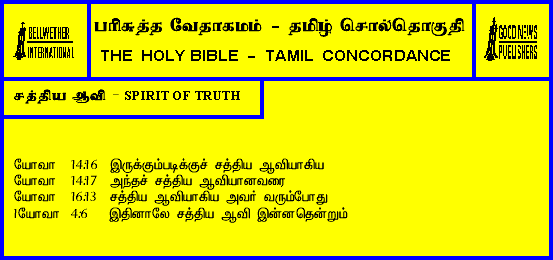 BELLWETHER
INTERNATIONAL
பரிசுத்த வேதாகமம் - தமிழ் சொல்தொகுதி
THE HOLY BIBLE - TAMIL CONCORDANCE
GOOD NEWS
PUBLISHERS
சத்திய ஆவி - SPIRIT OF TRUTH
யோவா 14:16 இருக்கும்படிக்குச் சத்திய ஆவியாகிய
யோவா 14:17 அந்தச் சத்திய ஆவியானவரை
யோவா 16:13 சத்திய ஆவியாகிய அவர் வரும்போது
1யோவா 4:6 இதினாலே சத்திய ஆவி இன்னதென்றும்